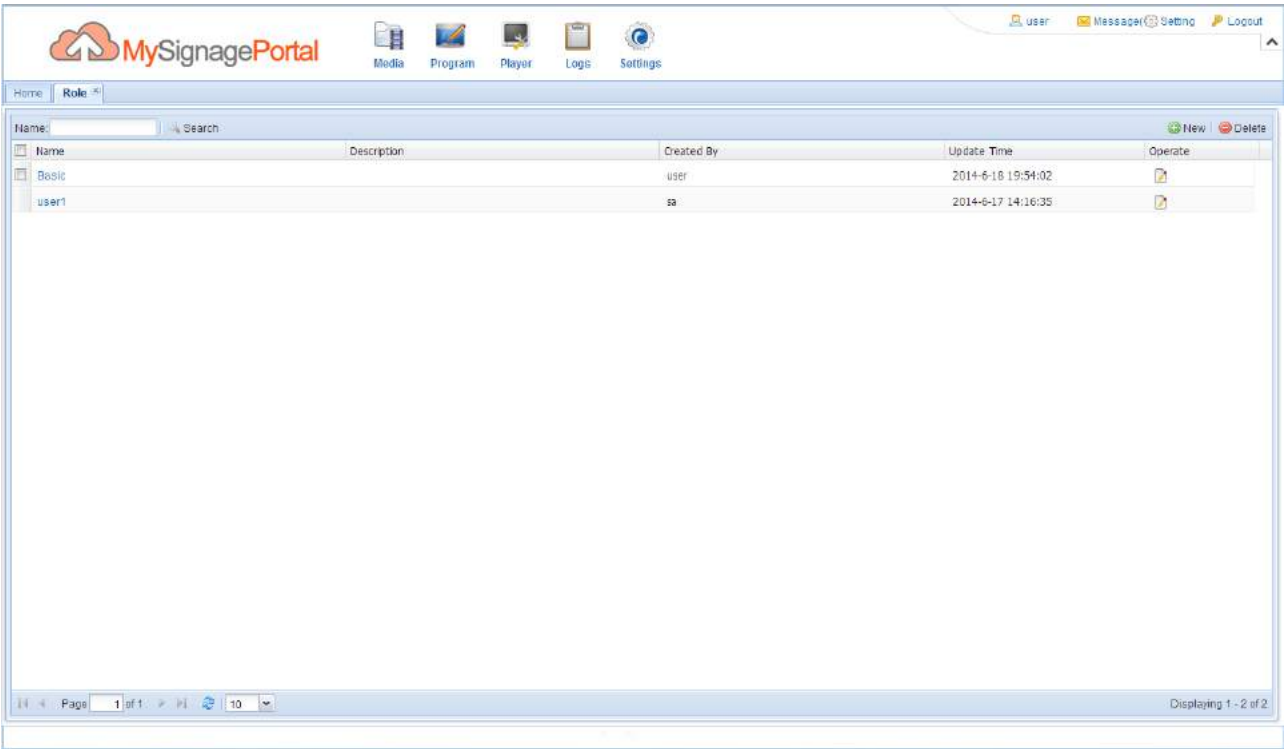 user Message( Setting Logout
MySignagePortal
Media Program Player Logs Settings
Home Role
Name: Search New Delete
Name Description Created By Update Time Operate
Basic user 2014-6-18 19:54:02
user1 sa 2014-6-17 14:16:35
Page 1 of 1 10 Displaying 1 - 2 of 2